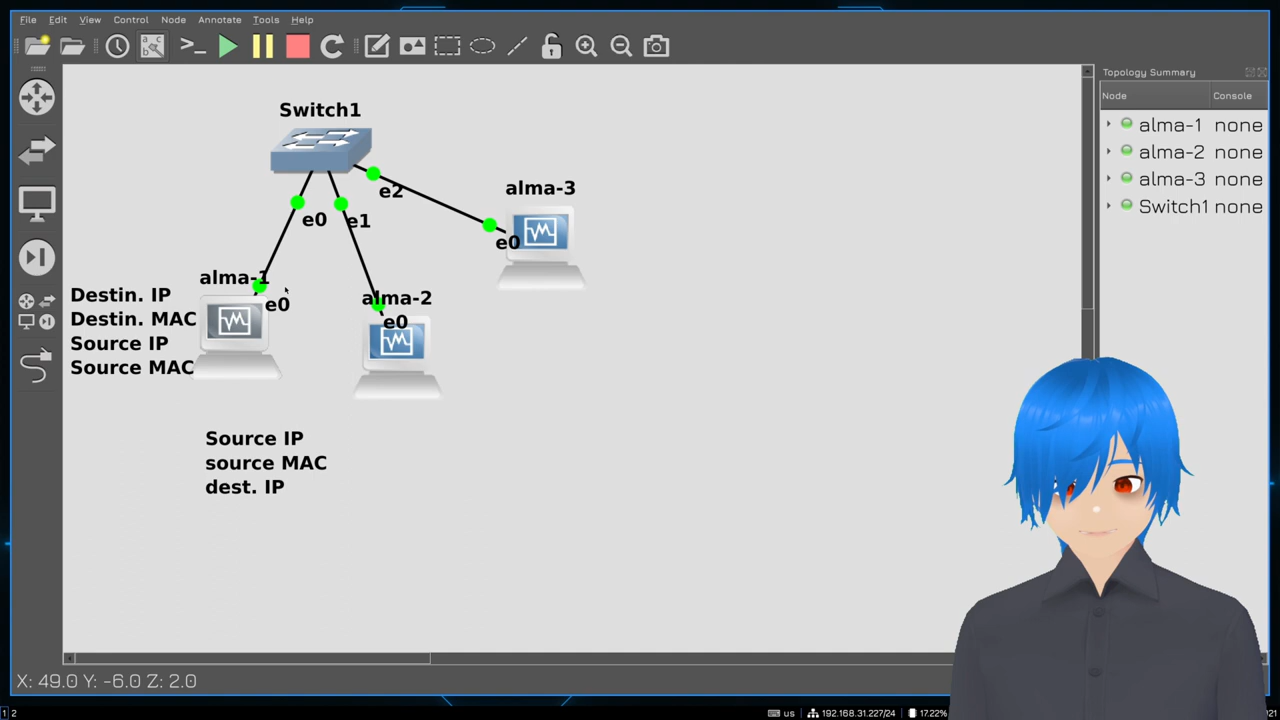 File Edit View Control Node Annotate Tools Help
a c
b
Topology Summary
Node Console
alma-1 none
alma-2 none
alma-3 none
Switch1 none
Switch1
e2
e0
e1
alma-3
e0
alma-1
e0
alma-2
e0
Destin. IP
Destin. MAC
Source IP
Source MAC
Source IP
source MAC
dest. IP
X: 49.0 Y: -6.0 Z: 2.0
1 2
us
192.168.31.227/24
17.22%
021